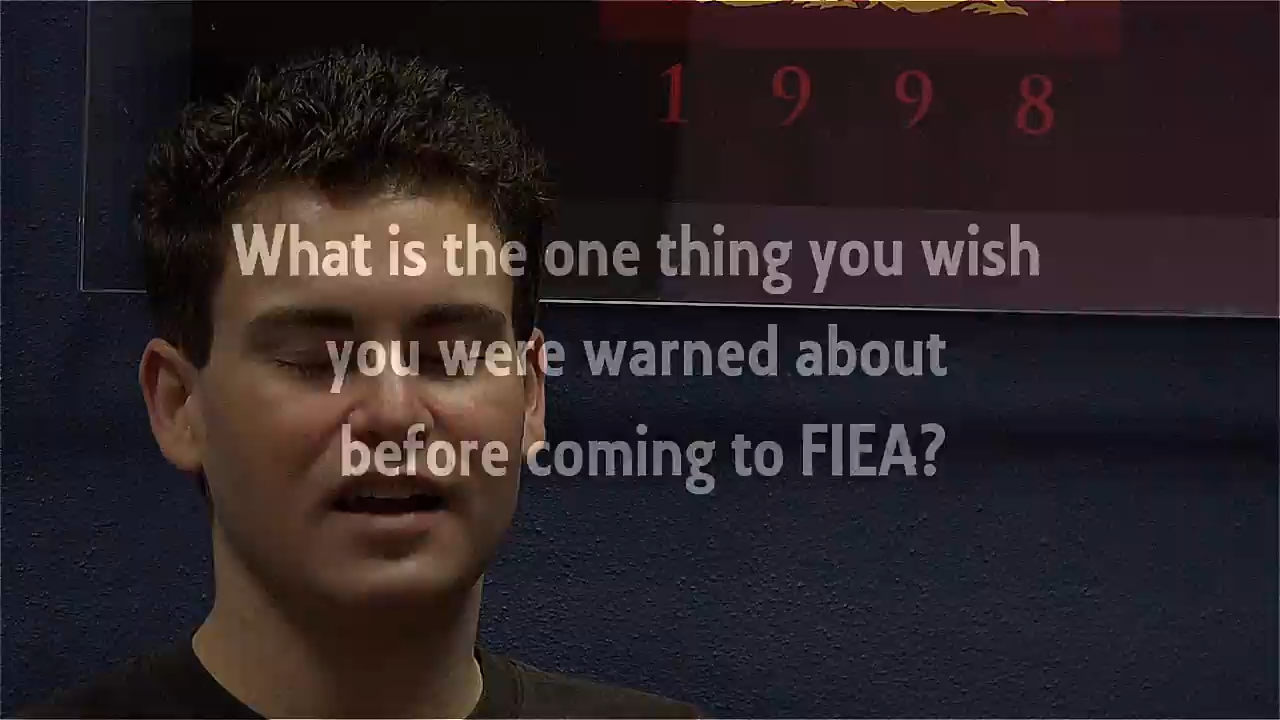 1 9 9 8
What is the one thing you wish
you were warned about
before coming to FIEA?